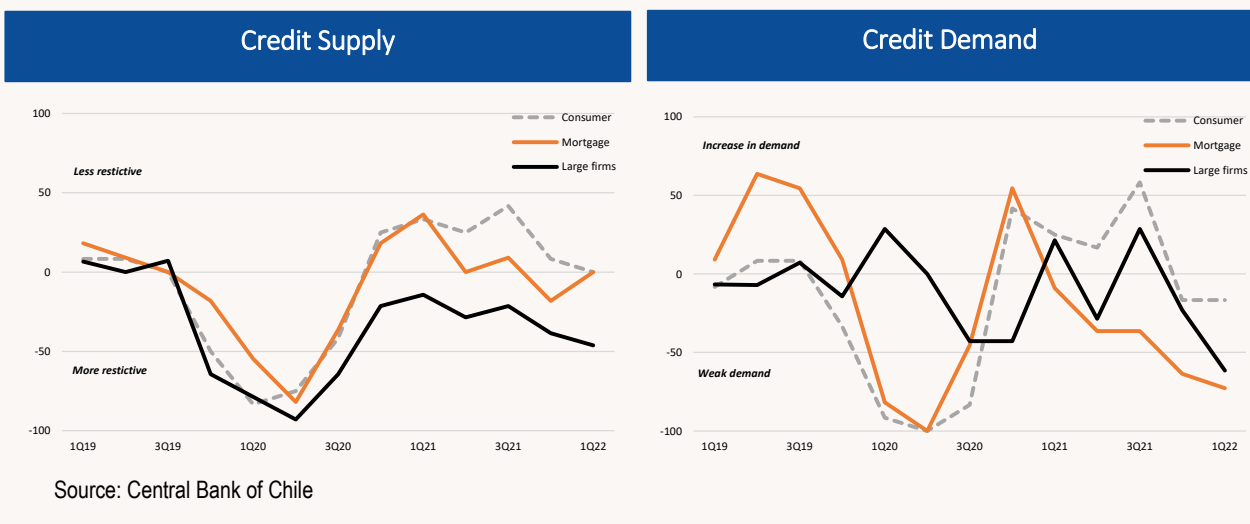 Credit Supply
100
50
0
-50
-100
Less restictive
More restrictive
Consumer
Mortgage
Large firms
1Q19
3Q19
1Q20
3Q20
1Q21
3Q21
1Q22
Credit Demand
100
50
0
-50
-100
Increase in demand
Weak demand
Consumer
Mortgage
Large firms
1Q19
3Q19
1Q20
3Q20
1Q21
3Q21
1Q22
Source: Central Bank of Chile